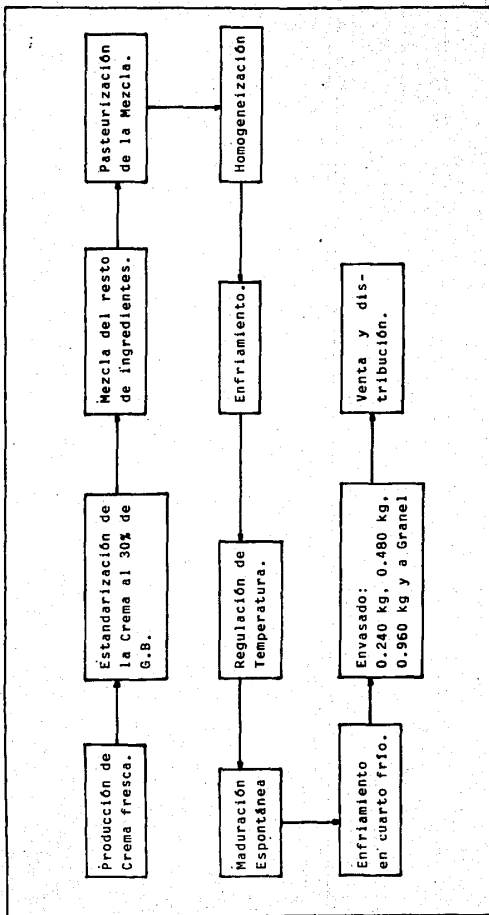 Producción de
Crema fresca.
Estandarización de
la Crema al 30% de
G.B.
Mezcla del resto
de ingredientes.
Pasteurización
de la Mezcla.
Homogeneización
Enfriamiento.
Regulación de
Temperatura.
Maduración
Espontánea
Enfriamiento
en cuarto frío.
Envasado:
0.240 kg, 0.480 kg,
0.960 kg y a Granel
Venta y dis-
tribución.